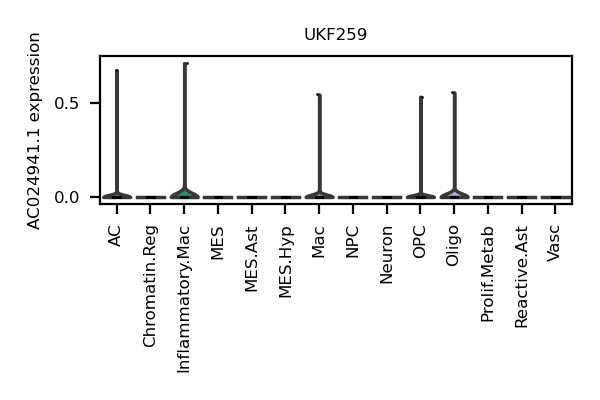 UKF259
AC024941.1 expression
0.5
0.0
AC
Chromatin.Reg
Inflammatory.Mac
MES
MES.Ast
MES.Hyp
Mac
NPC
Neuron
OPC
Oligo
Prolif.Metab
Reactive.Ast
Vasc